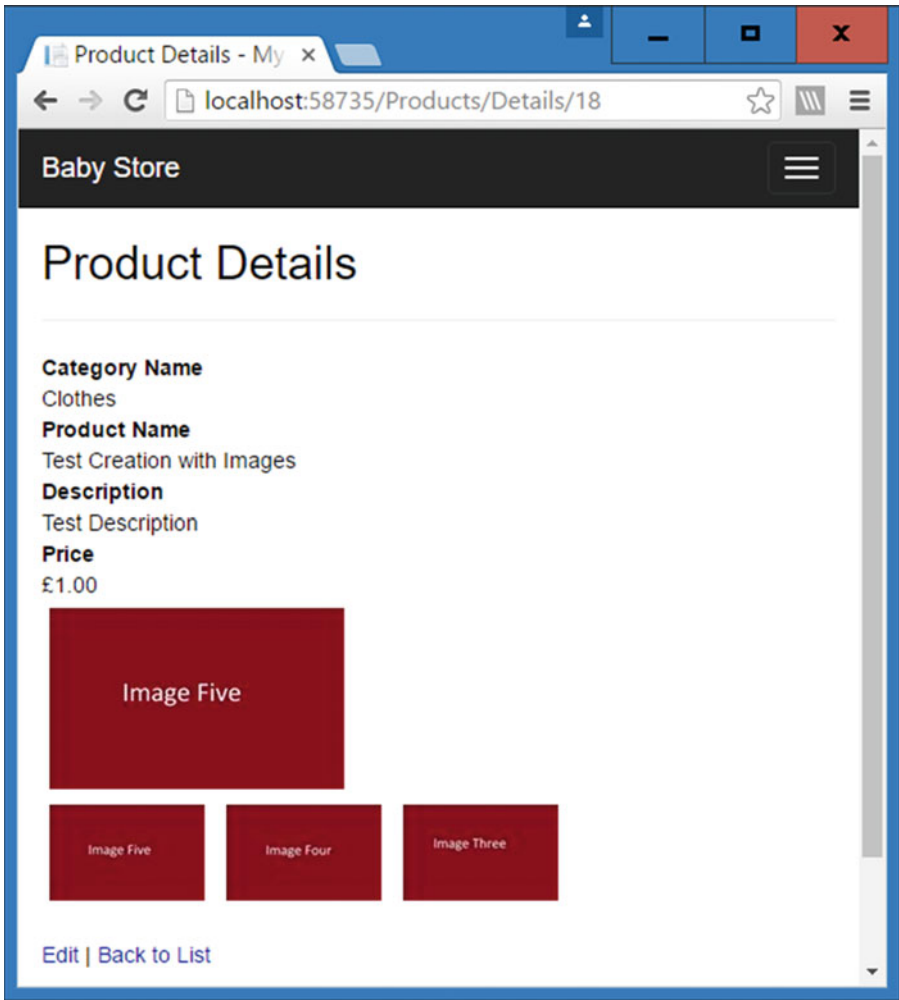 Product Details - My
localhost:58735/Products/Details/18
Baby Store
Product Details
Category Name
Clothes
Product Name
Test Creation with Images
Description
Test Description
Price
£1.00
Image Five
Image Five
Image Four
Image Three
Edit | Back to List